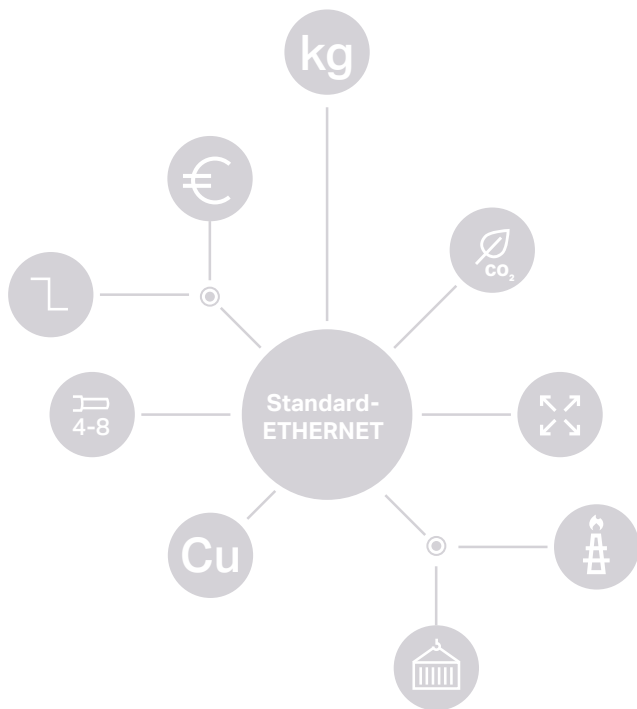 kg
€
CO₂
4-8
Standard-
ETHERNET
Cu